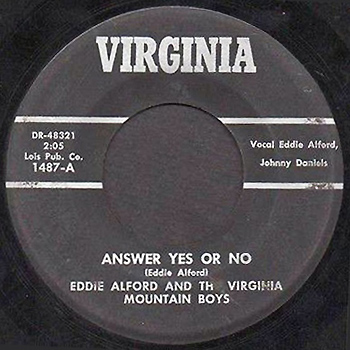 VIRGINIA
DR-48321
2:05
Lois Pub. Co.
1487-A
Vocal Eddie Alford,
Johnny Daniels
ANSWER YES OR NO
(Eddie Alford)
EDDIE ALFORD AND TH VIRGINIA
MOUNTAIN BOYS